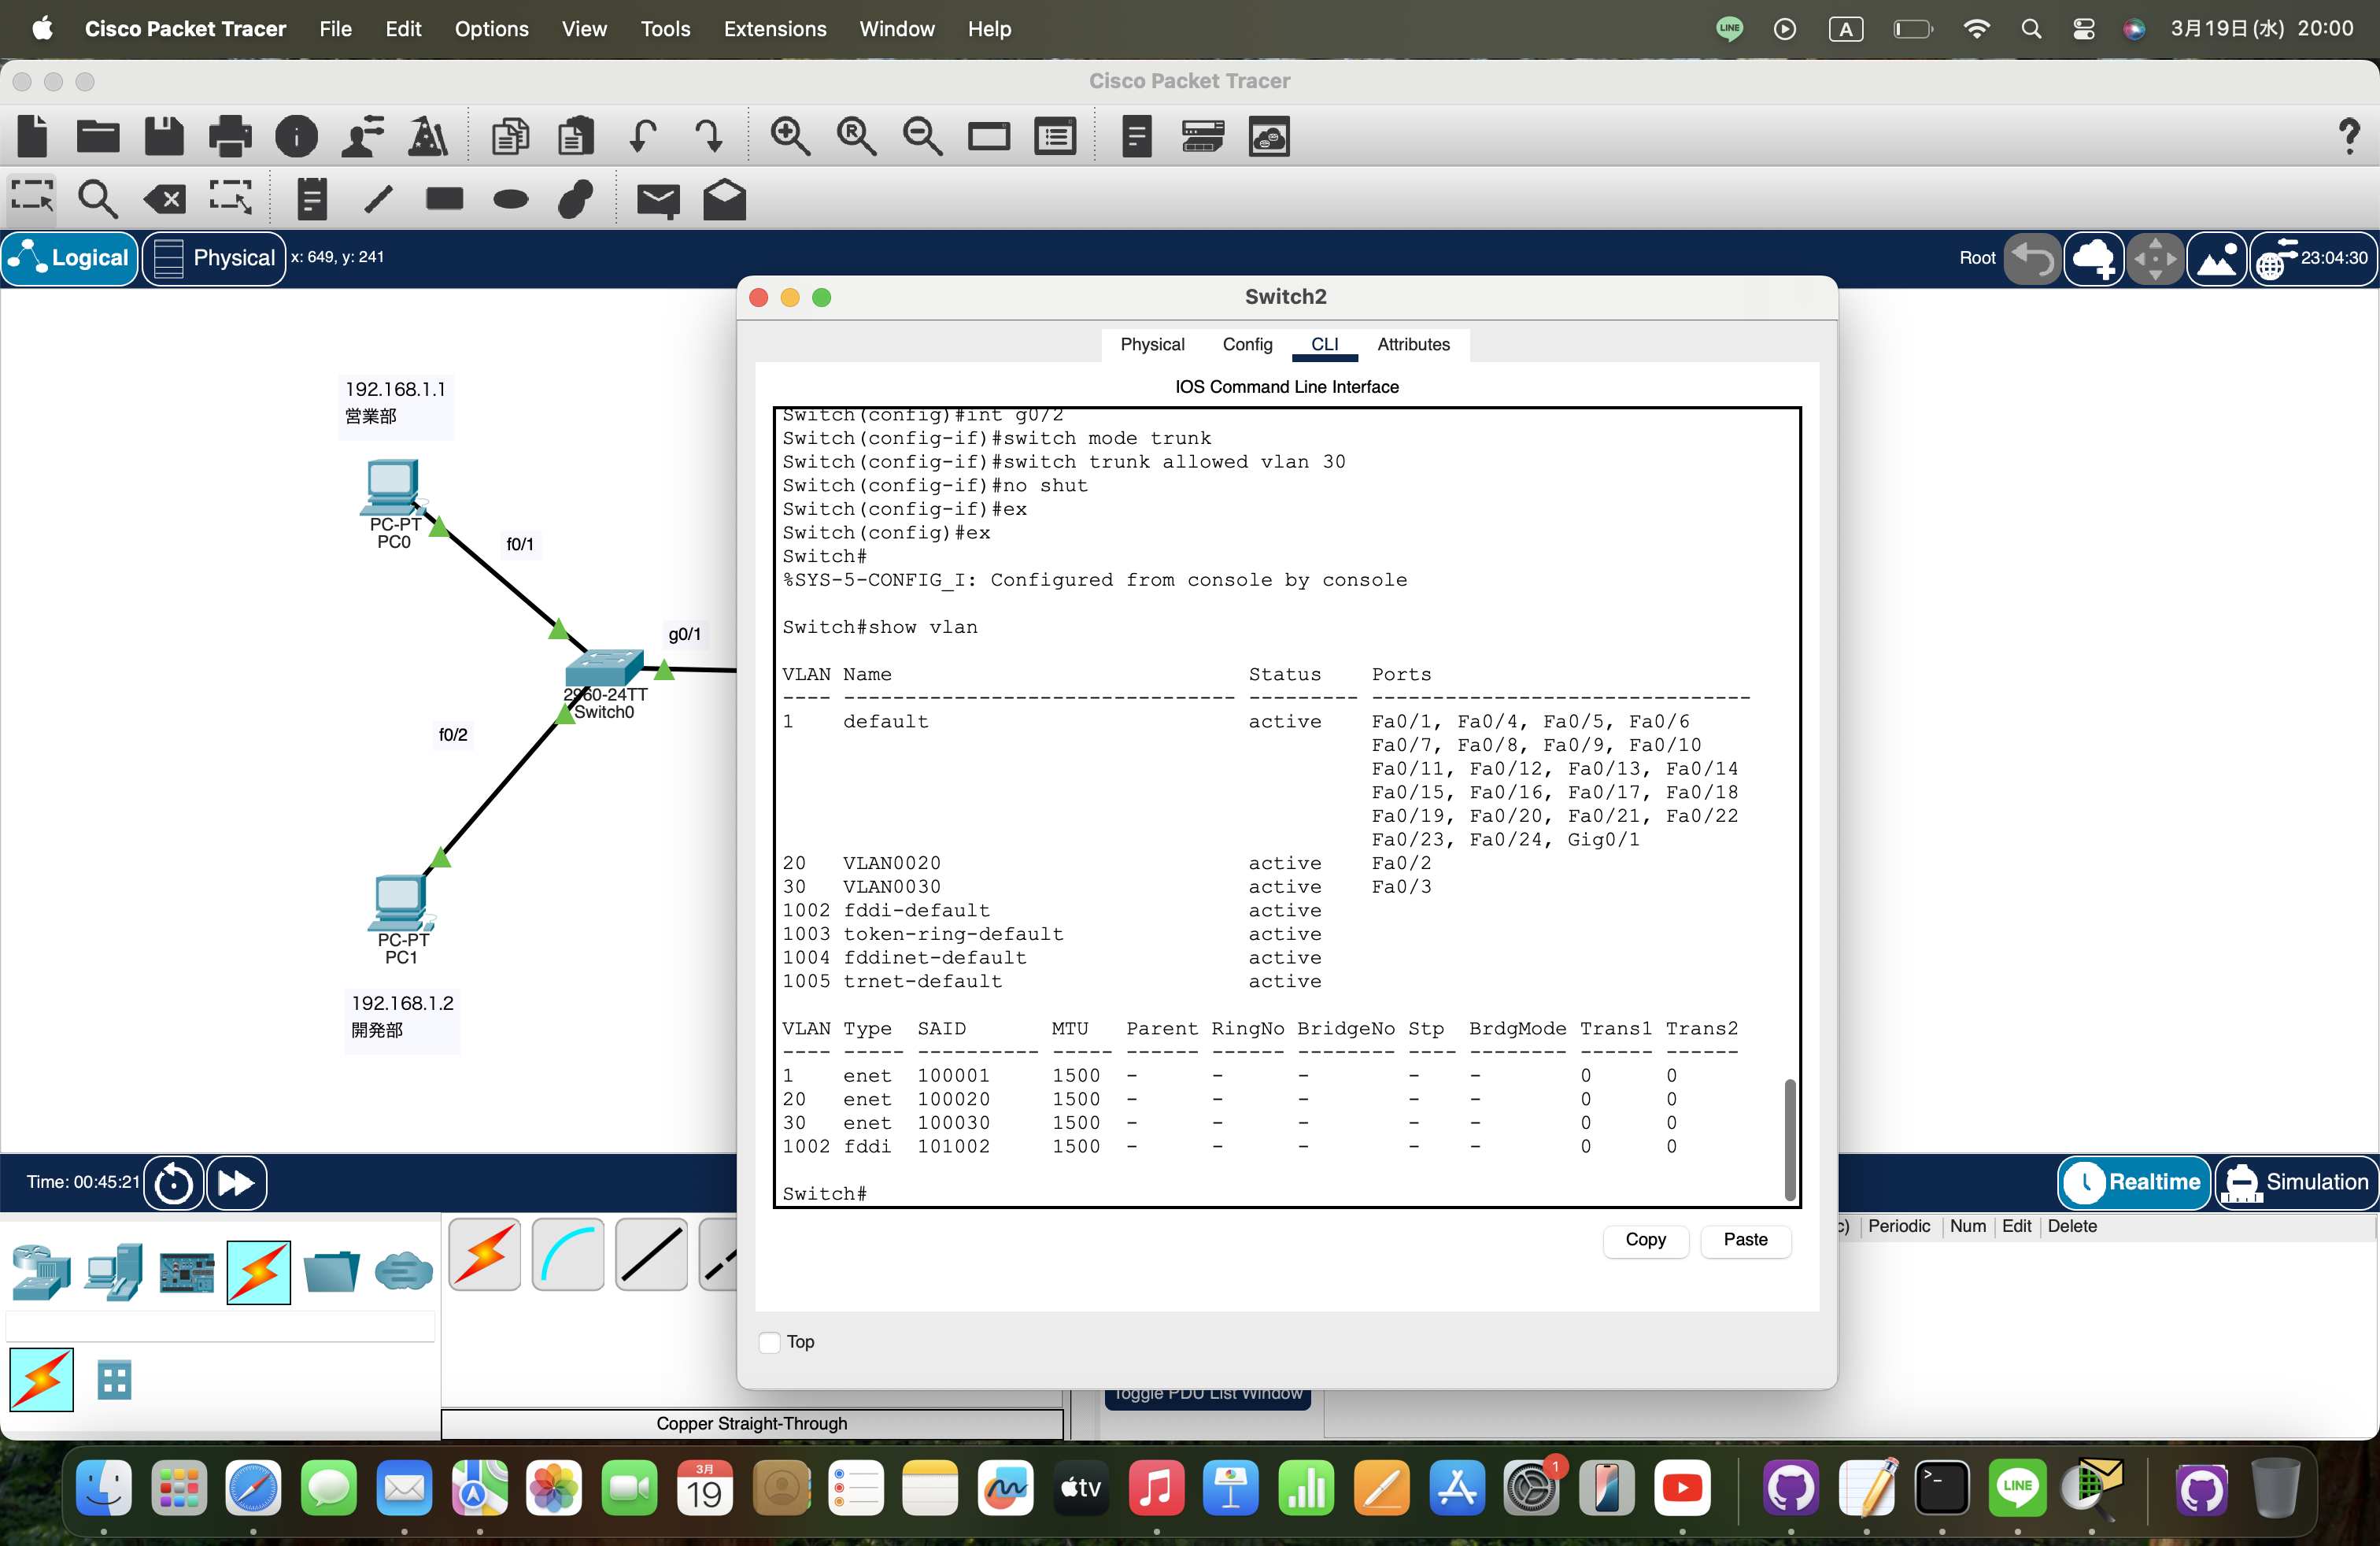 Cisco Packet Tracer File Edit Options View Tools Extensions Window Help LINE A 3月19日(水) 20:00
Cisco Packet Tracer
Logical Physical x: 649, y: 241 Root 23:04:30
192.168.1.1
営業部
PC-PT
PC0
f0/1
g0/1
2960-24TT
Switch0
f0/2
PC-PT
PC1
192.168.1.2
開発部
Switch2
Physical Config CLI Attributes
IOS Command Line Interface
Switch(config)#int g0/2
Switch(config-if)#switch mode trunk
Switch(config-if)#switch trunk allowed vlan 30
Switch(config-if)#no shut
Switch(config-if)#ex
Switch(config)#ex
Switch#
%SYS-5-CONFIG_I: Configured from console by console
Switch#show vlan
VLAN Name Status Ports
---- -------------------------------- --------- -------------------------------
1 default active Fa0/1, Fa0/4, Fa0/5, Fa0/6
Fa0/7, Fa0/8, Fa0/9, Fa0/10
Fa0/11, Fa0/12, Fa0/13, Fa0/14
Fa0/15, Fa0/16, Fa0/17, Fa0/18
Fa0/19, Fa0/20, Fa0/21, Fa0/22
Fa0/23, Fa0/24, Gig0/1
20 VLAN0020 active Fa0/2
30 VLAN0030 active Fa0/3
1002 fddi-default active
1003 token-ring-default active
1004 fddinet-default active
1005 trnet-default active
VLAN Type SAID MTU Parent RingNo BridgeNo Stp BrdgMode Trans1 Trans2
---- ----- ---------- ----- ------ ------ -------- ---- -------- ------ ------
1 enet 100001 1500 - - - - - 0 0
20 enet 100020 1500 - - - - - 0 0
30 enet 100030 1500 - - - - - 0 0
1002 fddi 101002 1500 - - - - - 0 0
Switch#
Copy Paste
Top
Time: 00:45:21 Realtime Simulation
c) Periodic Num Edit Delete
Toggle PDU List Window
Copper Straight-Through
3月
19
tv
1
LINE